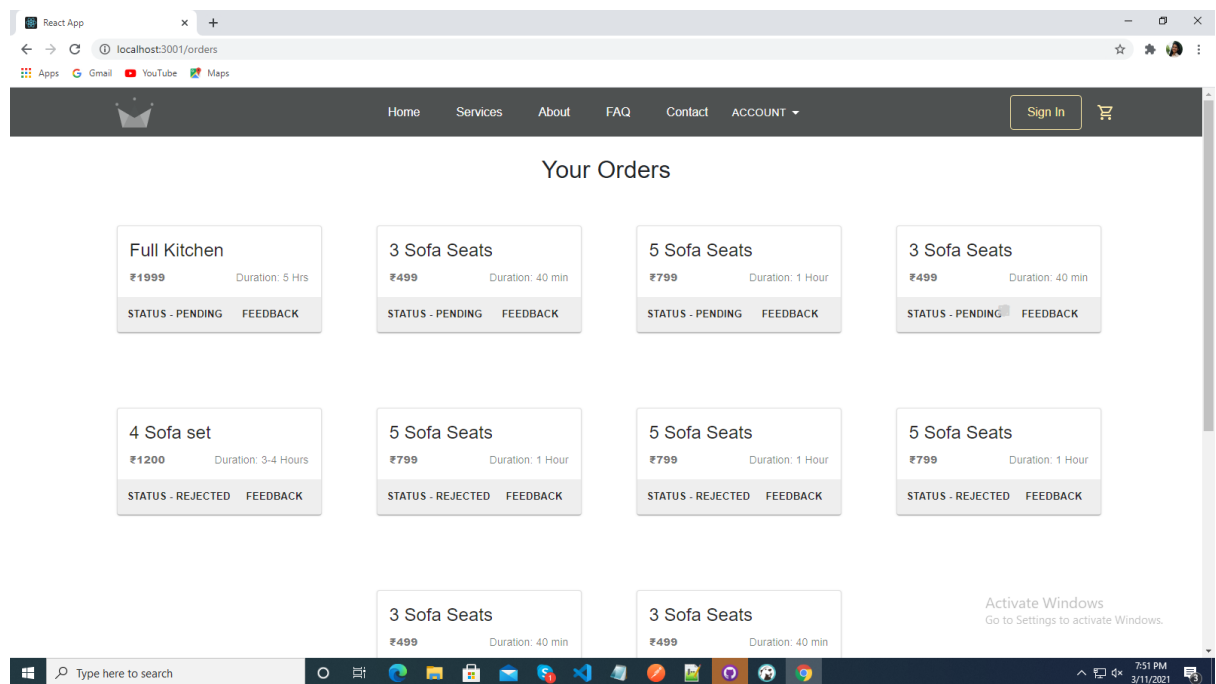 React App
localhost:3001/orders
Apps Gmail YouTube Maps
Home Services About FAQ Contact ACCOUNT Sign In
Your Orders
Full Kitchen
₹1999 Duration: 5 Hrs
STATUS - PENDING FEEDBACK
3 Sofa Seats
₹499 Duration: 40 min
STATUS - PENDING FEEDBACK
5 Sofa Seats
₹799 Duration: 1 Hour
STATUS - PENDING FEEDBACK
3 Sofa Seats
₹499 Duration: 40 min
STATUS - PENDING FEEDBACK
4 Sofa set
₹1200 Duration: 3-4 Hours
STATUS - REJECTED FEEDBACK
5 Sofa Seats
₹799 Duration: 1 Hour
STATUS - REJECTED FEEDBACK
5 Sofa Seats
₹799 Duration: 1 Hour
STATUS - REJECTED FEEDBACK
5 Sofa Seats
₹799 Duration: 1 Hour
STATUS - REJECTED FEEDBACK
3 Sofa Seats
₹499 Duration: 40 min
3 Sofa Seats
₹499 Duration: 40 min
Activate Windows
Go to Settings to activate Windows.
Type here to search
7:51 PM
3/11/2021